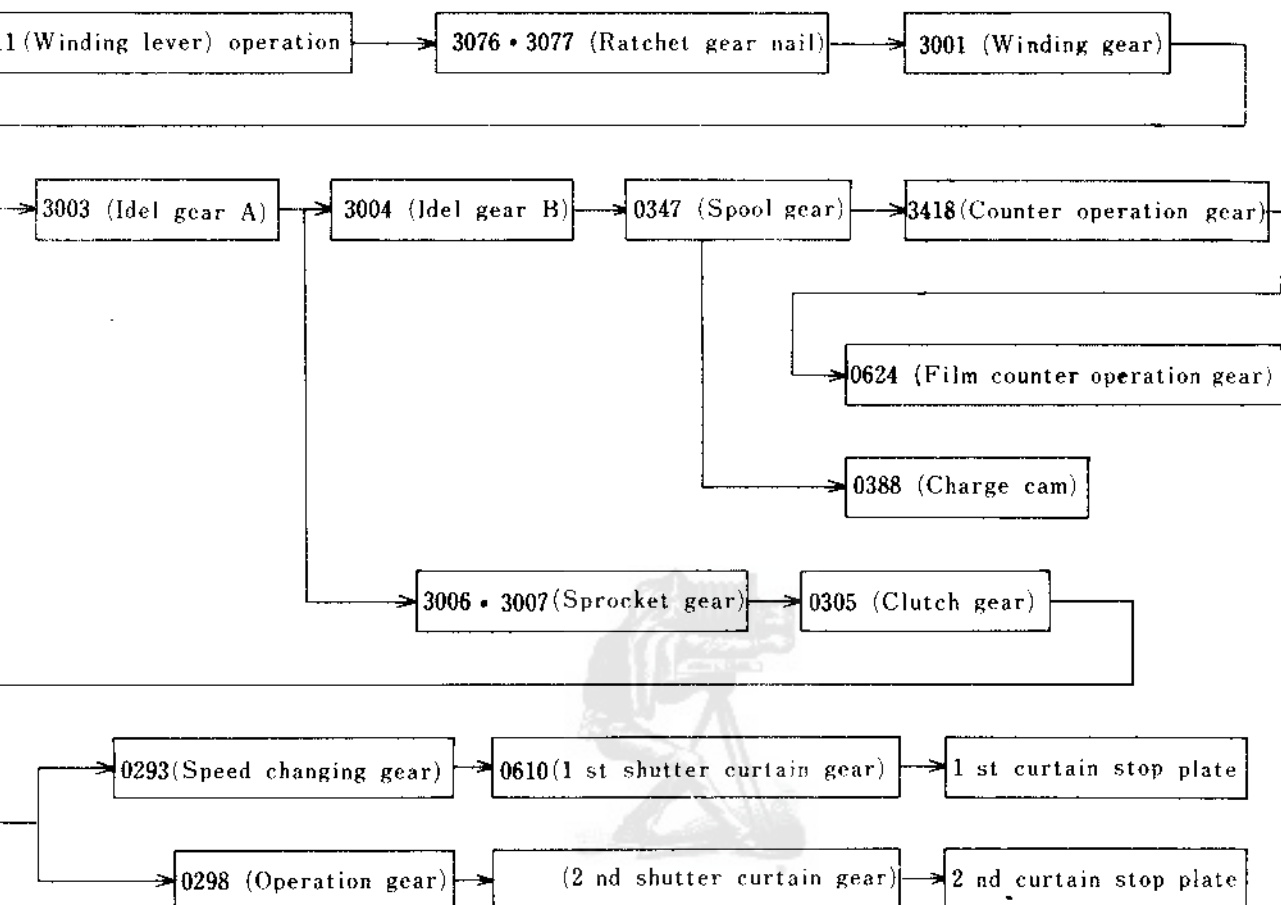 1(Winding lever) operation
3076・3077 (Ratchet gear nail)
3001 (Winding gear)
3003 (Idel gear A)
3004 (Idel gear B)
0347 (Spool gear)
3418(Counter operation gear)
0624 (Film counter operation gear)
0388 (Charge cam)
3006・3007(Sprocket gear)
0305 (Clutch gear)
0293(Speed changing gear)
0610(1 st shutter curtain gear)
1 st curtain stop plate
0298 (Operation gear)
(2 nd shutter curtain gear)
2 nd curtain stop plate